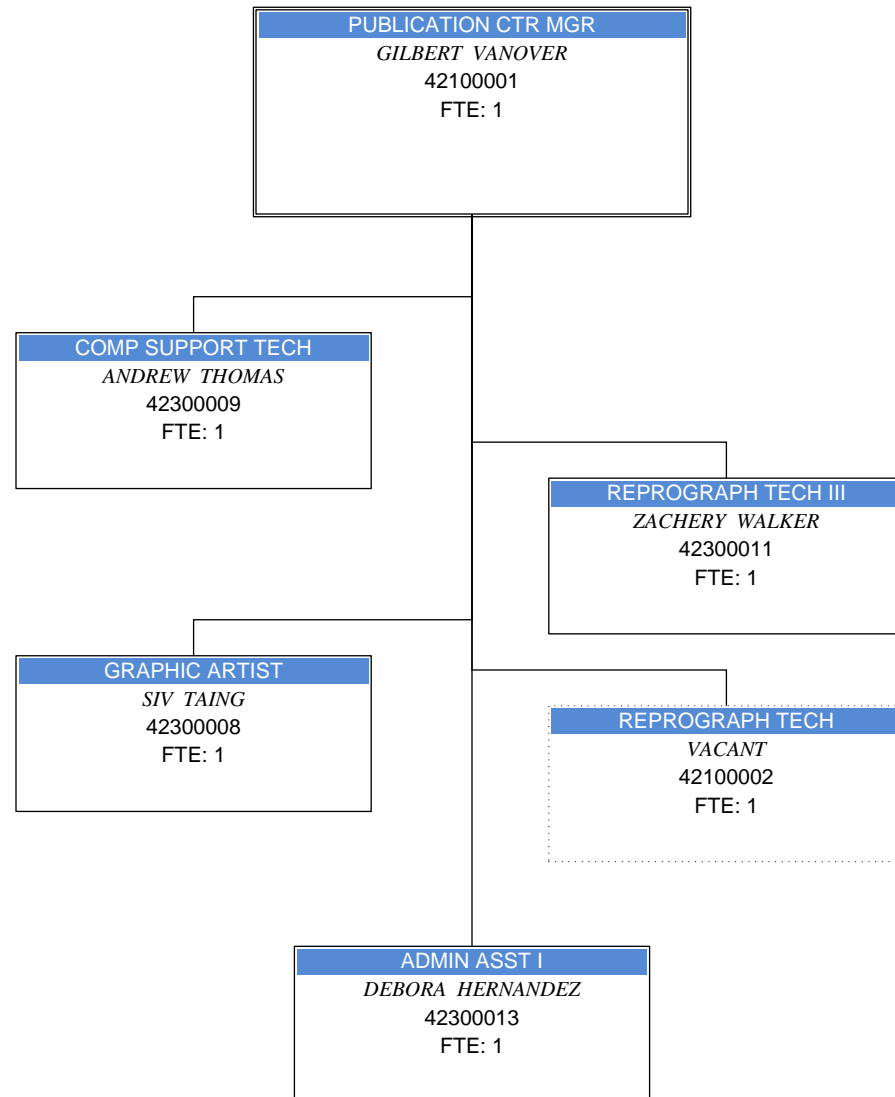 PUBLICATION CTR MGR
GILBERT VANOVER
42100001
FTE: 1
COMP SUPPORT TECH
ANDREW THOMAS
42300009
FTE: 1
REPROGRAPH TECH III
ZACHERY WALKER
42300011
FTE: 1
GRAPHIC ARTIST
SIV TAING
42300008
FTE: 1
REPROGRAPH TECH
VACANT
42100002
FTE: 1
ADMIN ASST I
DEBORA HERNANDEZ
42300013
FTE: 1